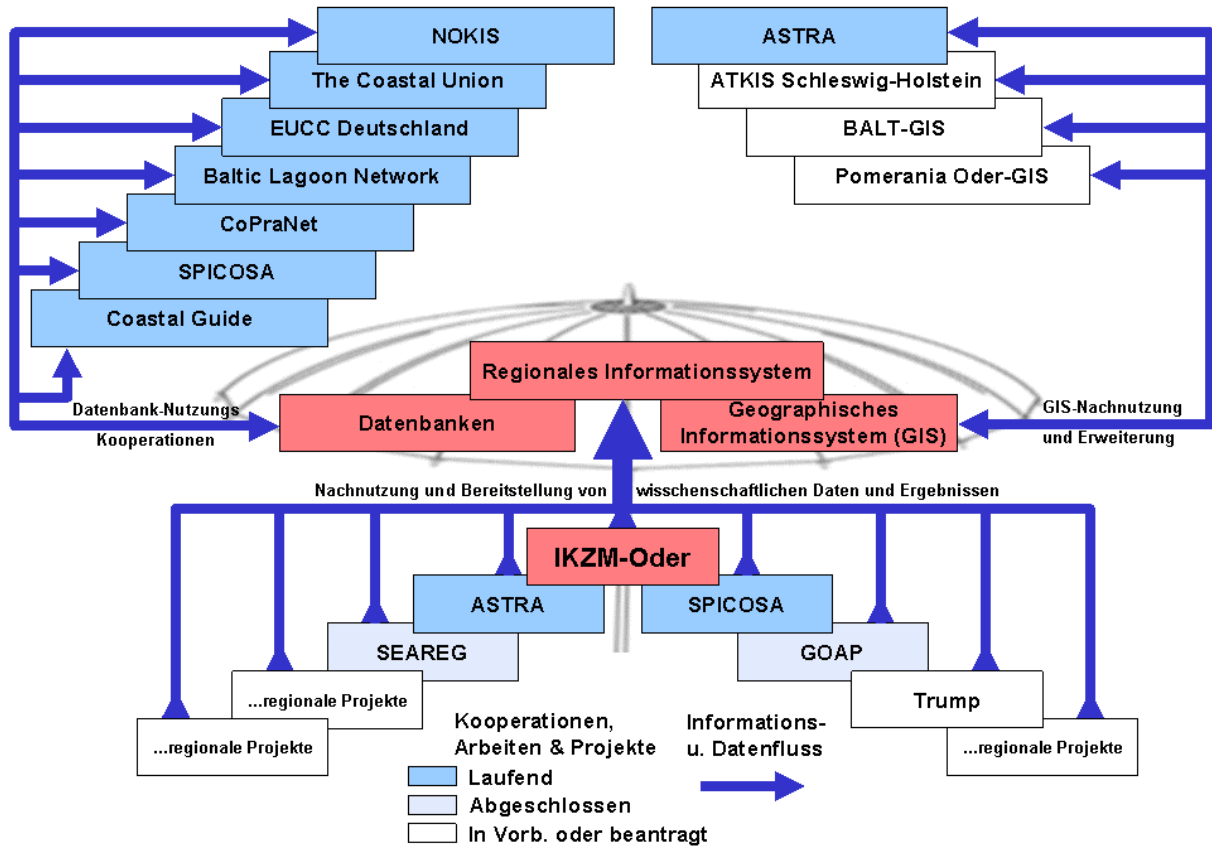 NOKIS
The Coastal Union
EUCC Deutschland
Baltic Lagoon Network
CoPraNet
SPICOSA
Coastal Guide
ASTRA
ATKIS Schleswig-Holstein
BALT-GIS
Pomerania Oder-GIS
Regionales Informationssystem
Datenbanken
Geographisches
Informationssystem (GIS)
Datenbank-Nutzungs
Kooperationen
GIS-Nachnutzung
und Erweiterung
Nachnutzung und Bereitstellung von wisschenschaftlichen Daten und Ergebnissen
IKZM-Oder
ASTRA
SPICOSA
SEAREG
GOAP
...regionale Projekte
Trump
...regionale Projekte
...regionale Projekte
Kooperationen,
Arbeiten & Projekte
Laufend
Abgeschlossen
In Vorb. oder beantragt
Informations-
u. Datenfluss